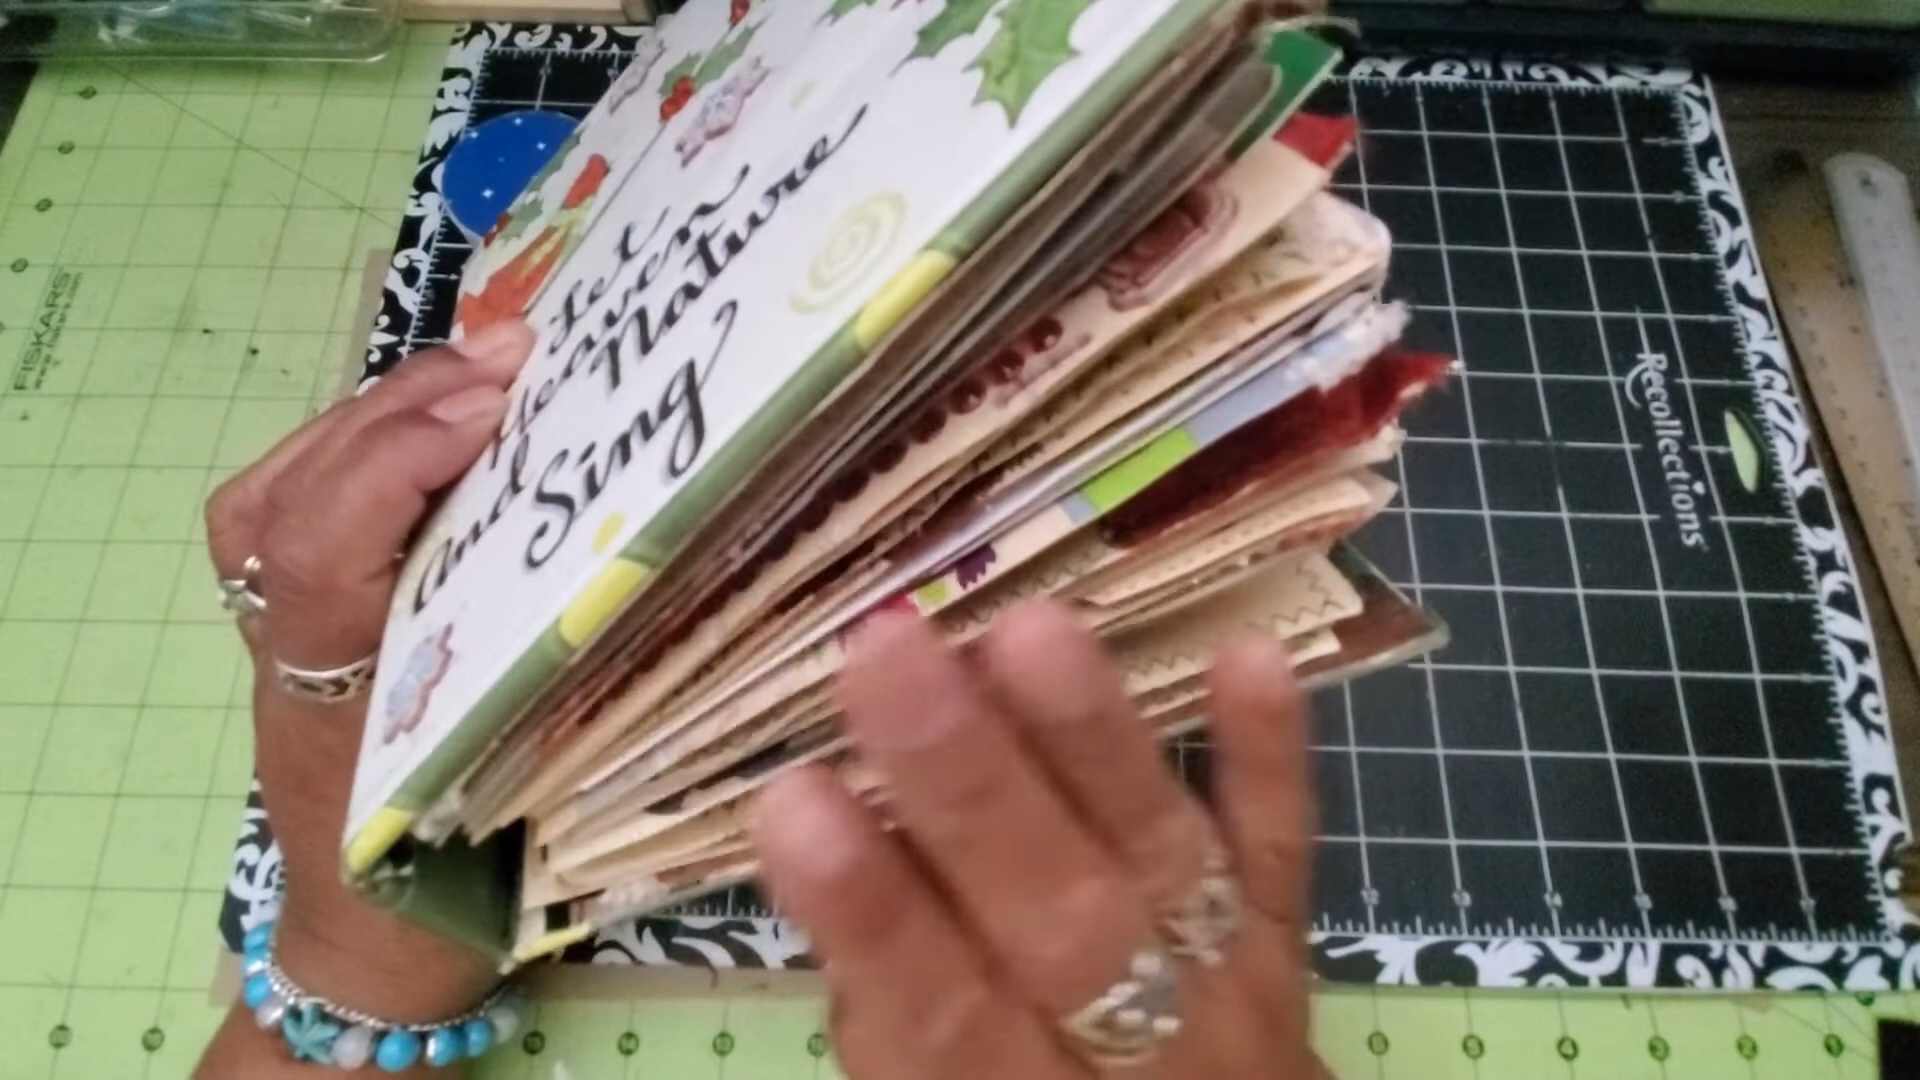 Let
Heaven
And
Nature
Sing
FISKARS
Recollections